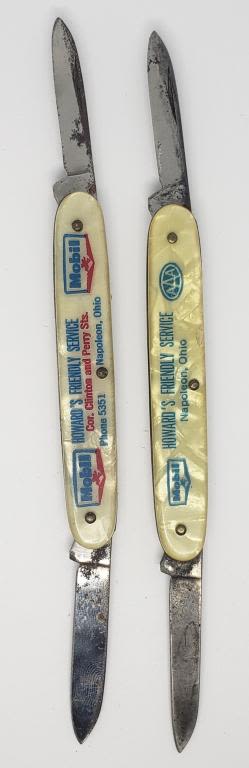 Mobil
HOWARD'S FRIENDLY SERVICE
Cor. Clinton and Perry Sts.
Phone 5351 Napoleon, Ohio
Mobil
Mobil
HOWARD'S FRIENDLY SERVICE
Napoleon, Ohio
AAA